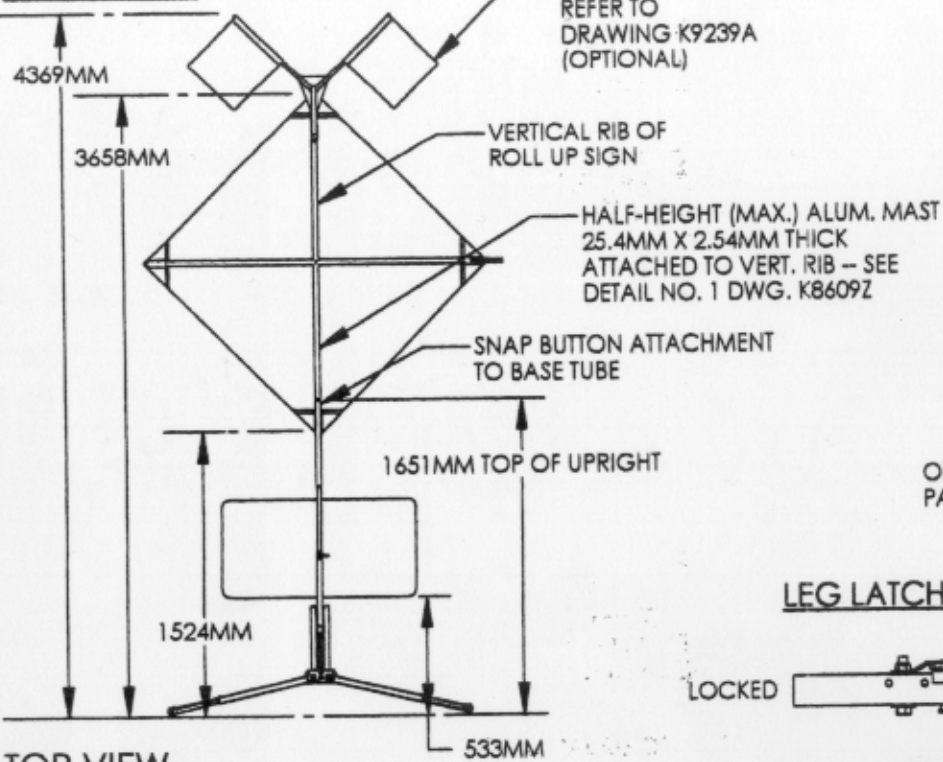 REFER TO
DRAWING K9239A
(OPTIONAL)
4369MM
3658MM
VERTICAL RIB OF
ROLL UP SIGN
HALF-HEIGHT (MAX.) ALUM. MAST
25.4MM X 2.54MM THICK
ATTACHED TO VERT. RIB – SEE
DETAIL NO. 1 DWG. K8609Z
SNAP BUTTON ATTACHMENT
TO BASE TUBE
1651MM TOP OF UPRIGHT
1524MM
LEG LATCH
LOCKED
533MM
TOP VIEW